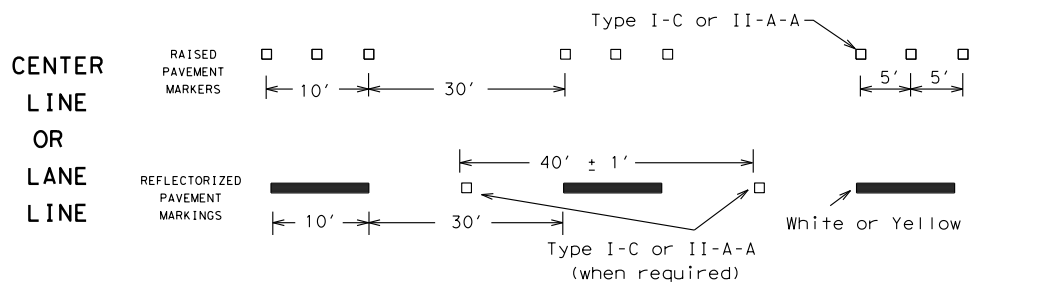 Type I-C or II-A-A
CENTER
LINE
OR
LANE
LINE
RAISED
PAVEMENT
MARKERS
10'
30'
5'
5'
40' ± 1'
REFLECTORIZED
PAVEMENT
MARKINGS
10'
30'
Type I-C or II-A-A
(when required)
White or Yellow